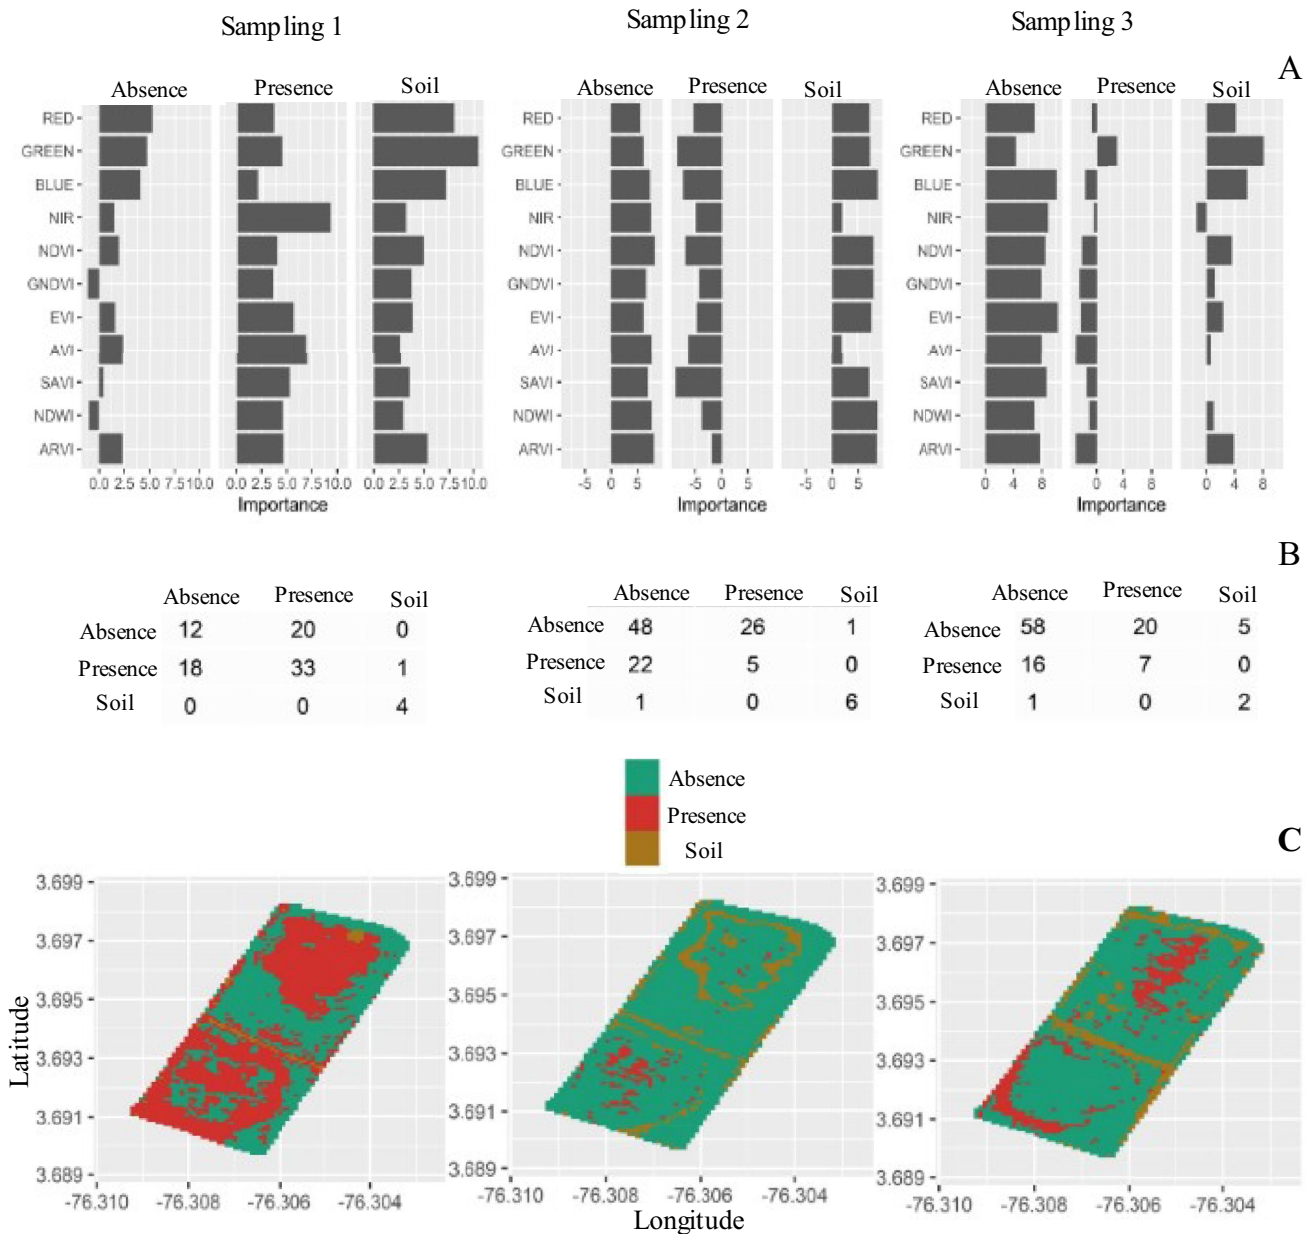 Sampling 1
Sampling 2
Sampling 3
A
Absence Presence Soil
Absence Presence Soil
Absence Presence Soil
RED
GREEN
BLUE
NIR
NDVI
GNDVI
EVI
AVI
SAVI
NDWI
ARVI
0.0 2.5 5.0 7.5 10.0 0.0 2.5 5.0 7.5 10.0 0.0 2.5 5.0 7.5 10.0
Importance
RED
GREEN
BLUE
NIR
NDVI
GNDVI
EVI
AVI
SAVI
NDWI
ARVI
-5 0 5 -5 0 5 -5 0 5
Importance
RED
GREEN
BLUE
NIR
NDVI
GNDVI
EVI
AVI
SAVI
NDWI
ARVI
0 4 8 0 4 8 0 4 8
Importance
B
Absence Presence Soil
Absence 12 20 0
Presence 18 33 1
Soil 0 0 4
Absence Presence Soil
Absence 48 26 1
Presence 22 5 0
Soil 1 0 6
Absence Presence Soil
Absence 58 20 5
Presence 16 7 0
Soil 1 0 2
Absence
Presence
Soil
C
Latitude
3.699
3.697
3.695
3.693
3.691
3.689
-76.310 -76.308 -76.306 -76.304
3.699
3.697
3.695
3.693
3.691
3.689
-76.310 -76.308 -76.306 -76.304
3.699
3.697
3.695
3.693
3.691
3.689
-76.310 -76.308 -76.306 -76.304
Longitude